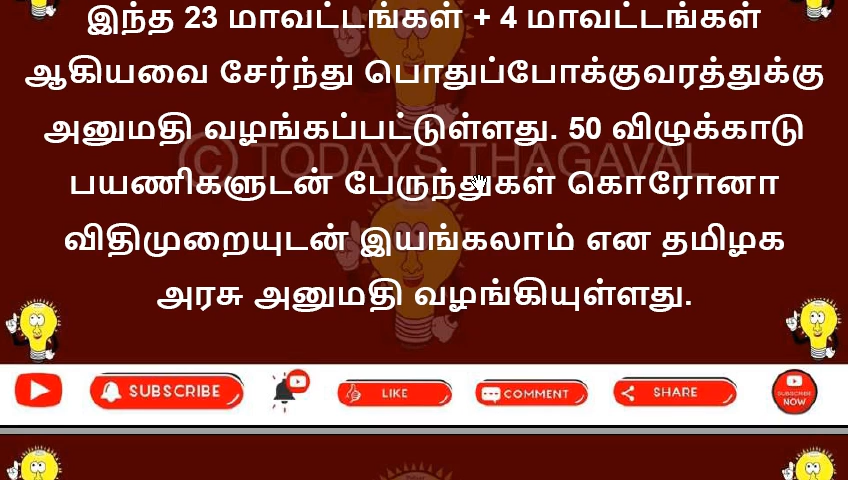 இந்த 23 மாவட்டங்கள் + 4 மாவட்டங்கள்
ஆகியவை சேர்ந்து பொதுப்போக்குவரத்துக்கு
அனுமதி வழங்கப்பட்டுள்ளது. 50 விழுக்காடு
© TODAYS THAGAVAL
பயணிகளுடன் பேருந்துகள் கொரோனா
விதிமுறையுடன் இயங்கலாம் என தமிழக
அரசு அனுமதி வழங்கியுள்ளது.
SUBSCRIBE LIKE COMMENT SHARE SUBSCRIBE NOW